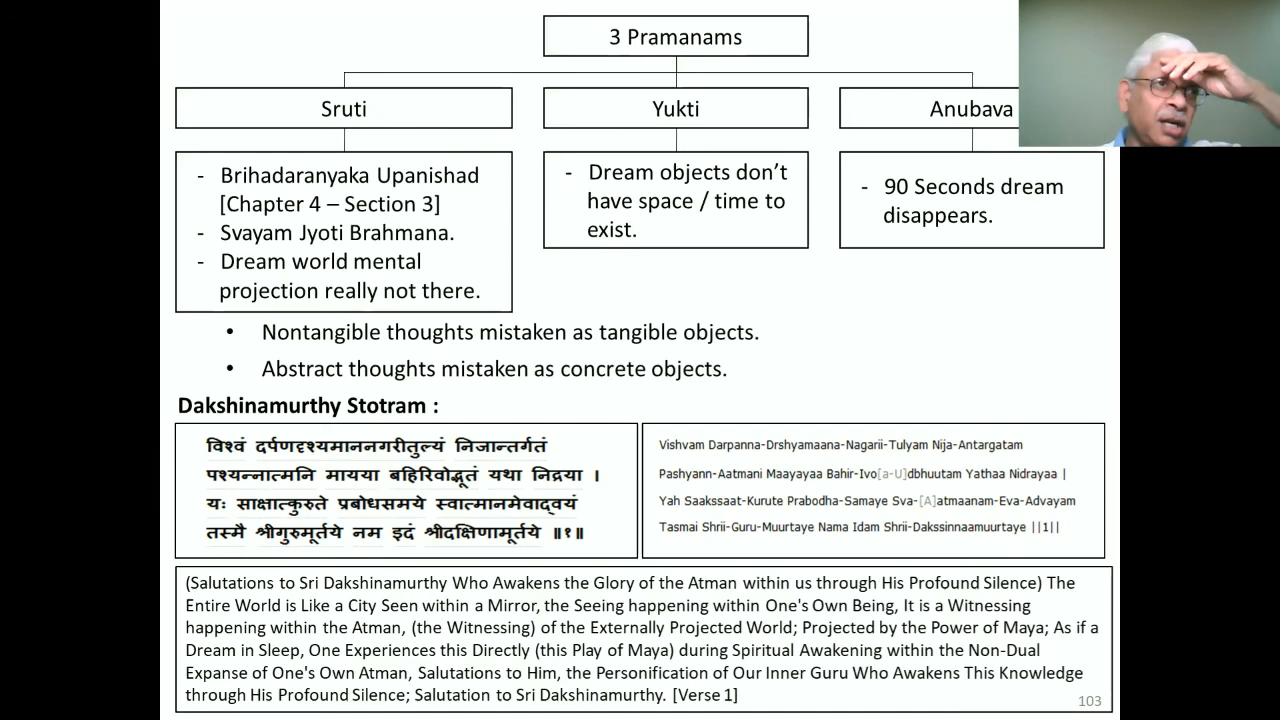 3 Pramanams
Sruti
Yukti
Anubava
- Brihadaranyaka Upanishad
[Chapter 4 – Section 3]
- Svayam Jyoti Brahmana.
- Dream world mental
projection really not there.
- Dream objects don’t
have space / time to
exist.
- 90 Seconds dream
disappears.
• Nontangible thoughts mistaken as tangible objects.
• Abstract thoughts mistaken as concrete objects.
Dakshinamurthy Stotram :
विश्वं दर्पणदृश्यमाननगरीतुल्यं निजान्तर्गतं
पश्यन्नात्मनि मायया बहिरिवोद्भूतं यथा निद्रया ।
यः साक्षात्कुरुते प्रबोधसमये स्वात्मानमेवाद्वयं
तस्मै श्रीगुरुमूर्तये नम इदं श्रीदक्षिणामूर्तये ॥१॥
Vishvam Darpanna-Drshyamaana-Nagarii-Tulyam Nija-Antargatam
Pashyann-Aatmani Maayayaa Bahir-Ivo[a-U]dbhuutam Yathaa Nidrayaa |
Yah Saakssaat-Kurute Prabodha-Samaye Sva-[A]atmaanam-Eva-Advayam
Tasmai Shrii-Guru-Muurtaye Nama Idam Shrii-Dakssinnaamuurtaye ||1||
(Salutations to Sri Dakshinamurthy Who Awakens the Glory of the Atman within us through His Profound Silence) The
Entire World is Like a City Seen within a Mirror, the Seeing happening within One's Own Being, It is a Witnessing
happening within the Atman, (the Witnessing) of the Externally Projected World; Projected by the Power of Maya; As if a
Dream in Sleep, One Experiences this Directly (this Play of Maya) during Spiritual Awakening within the Non-Dual
Expanse of One's Own Atman, Salutations to Him, the Personification of Our Inner Guru Who Awakens This Knowledge
through His Profound Silence; Salutation to Sri Dakshinamurthy. [Verse 1]
103